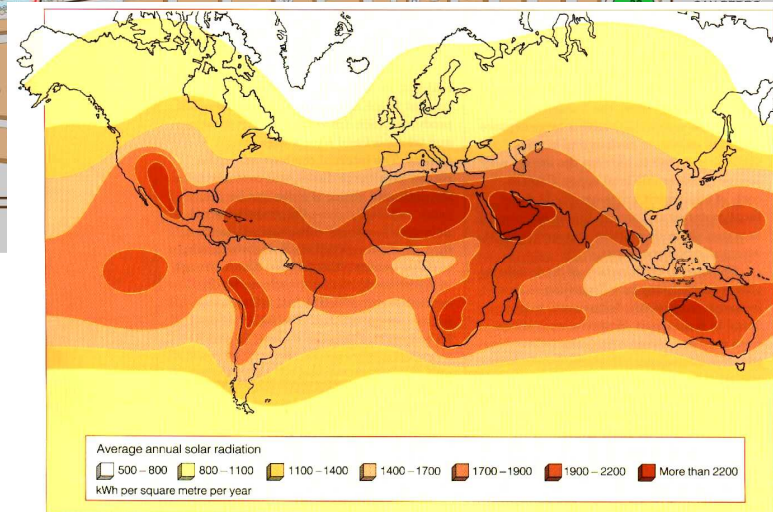 Average annual solar radiation
500 – 800 800 – 1100 1100 – 1400 1400 – 1700 1700 – 1900 1900 – 2200 More than 2200
kWh per square metre per year